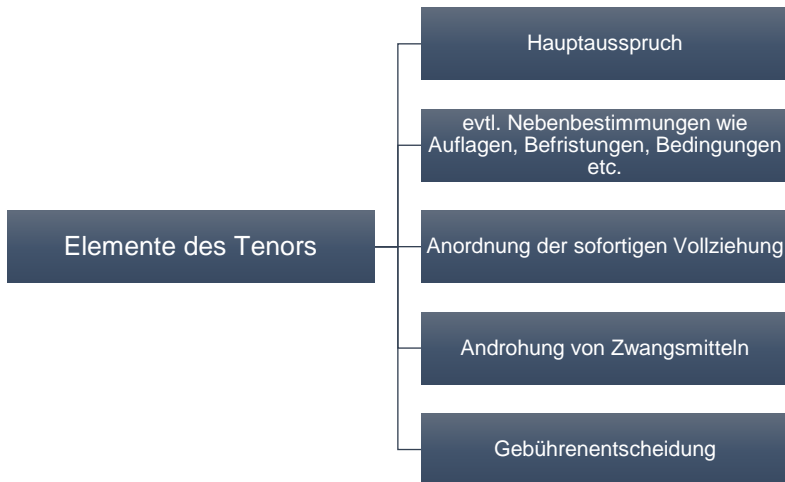 Elemente des Tenors
Hauptausspruch
evtl. Nebenbestimmungen wie
Auflagen, Befristungen, Bedingungen
etc.
Anordnung der sofortigen Vollziehung
Androhung von Zwangsmitteln
Gebührenentscheidung